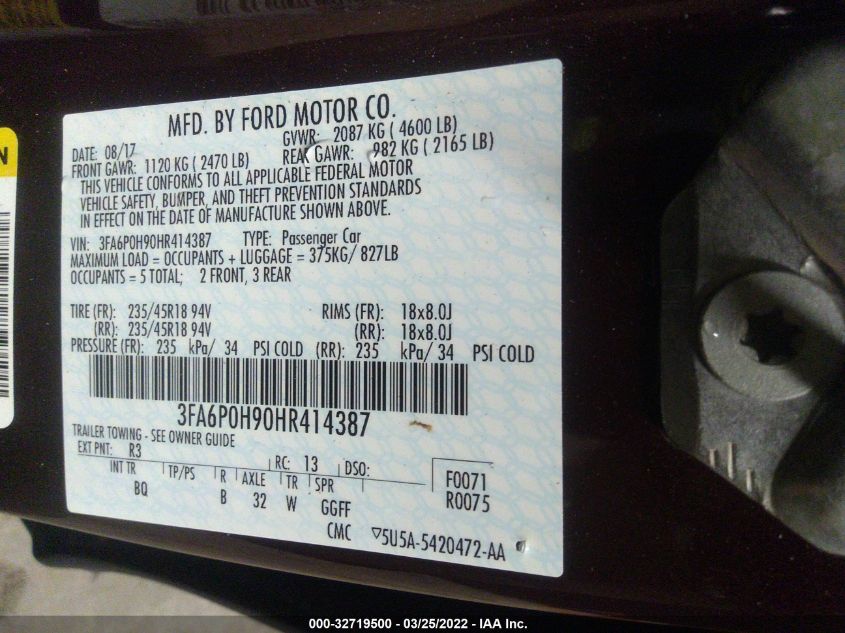 MFD. BY FORD MOTOR CO.
DATE: 08/17 GVWR: 2087 KG ( 4600 LB)
FRONT GAWR: 1120 KG ( 2470 LB) REAR GAWR: 982 KG ( 2165 LB)
THIS VEHICLE CONFORMS TO ALL APPLICABLE FEDERAL MOTOR
VEHICLE SAFETY, BUMPER, AND THEFT PREVENTION STANDARDS
IN EFFECT ON THE DATE OF MANUFACTURE SHOWN ABOVE.
VIN: 3FA6P0H90HR414387 TYPE: Passenger Car
MAXIMUM LOAD = OCCUPANTS + LUGGAGE = 375KG/ 827LB
OCCUPANTS = 5 TOTAL; 2 FRONT, 3 REAR
TIRE (FR): 235/45R18 94V RIMS (FR): 18x8.0J
(RR): 235/45R18 94V (RR): 18x8.0J
PRESSURE (FR): 235 kPa/ 34 PSI COLD (RR): 235 kPa/ 34 PSI COLD
3FA6P0H90HR414387
TRAILER TOWING - SEE OWNER GUIDE
EXT PNT: R3 RC: 13 DSO: F0071
INT TR TP/PS R AXLE TR SPR R0075
BQ B 32 W GGFF
CMC ▽5U5A-5420472-AA
N
000-32719500 - 03/25/2022 - IAA Inc.